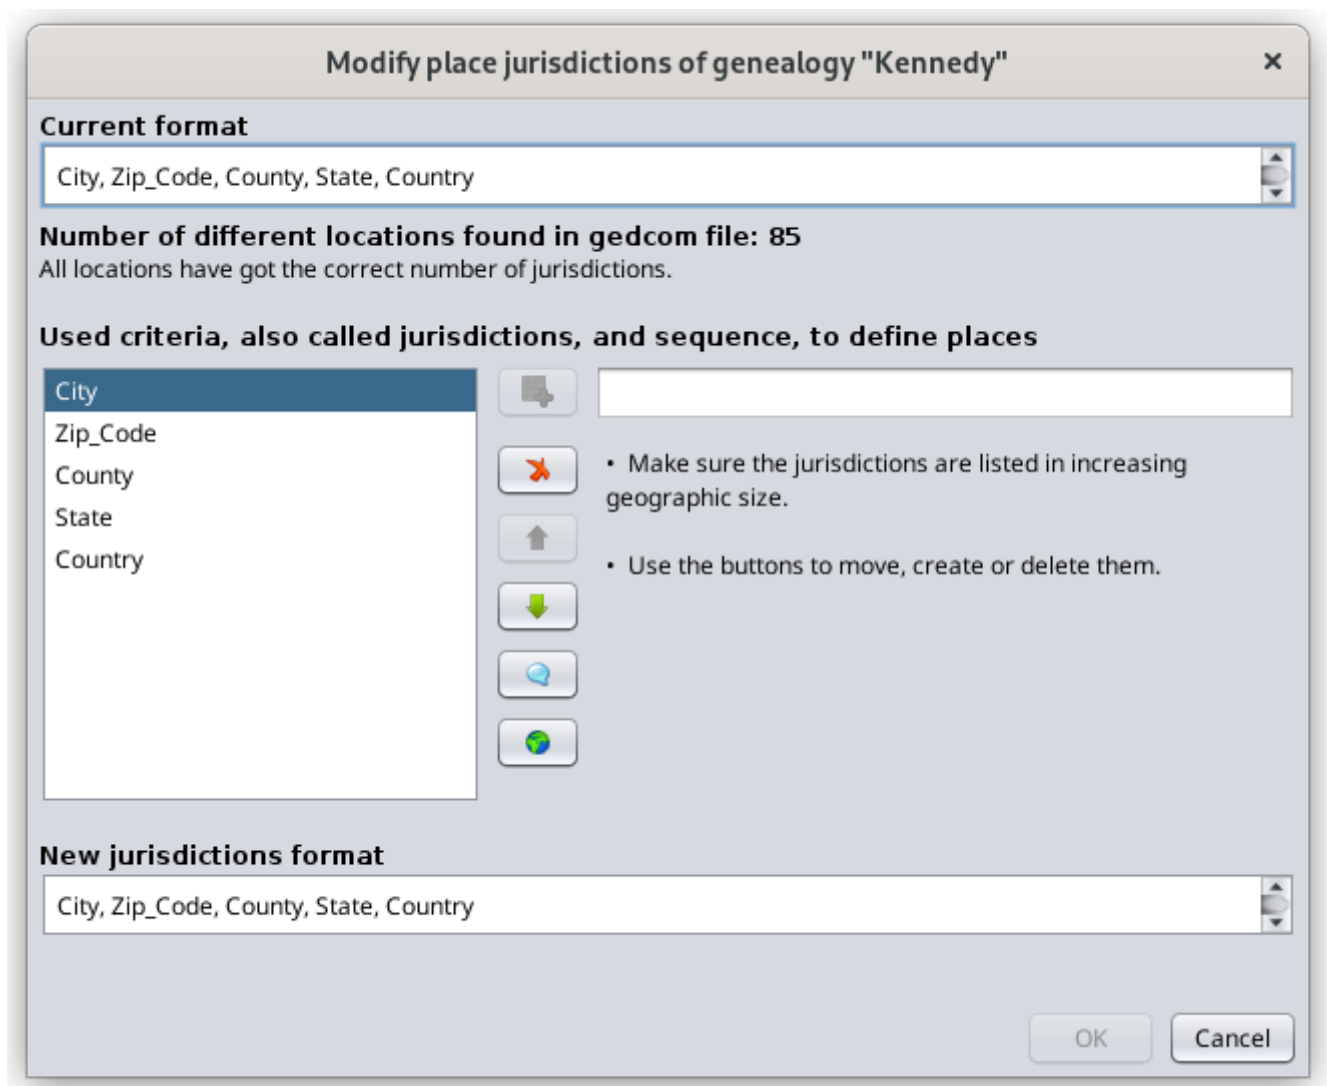 Modify place jurisdictions of genealogy "Kennedy"
Current format
City, Zip_Code, County, State, Country
Number of different locations found in gedcom file: 85
All locations have got the correct number of jurisdictions.
Used criteria, also called jurisdictions, and sequence, to define places
City
Zip_Code
County
State
Country
• Make sure the jurisdictions are listed in increasing
geographic size.
• Use the buttons to move, create or delete them.
New jurisdictions format
City, Zip_Code, County, State, Country
OK
Cancel